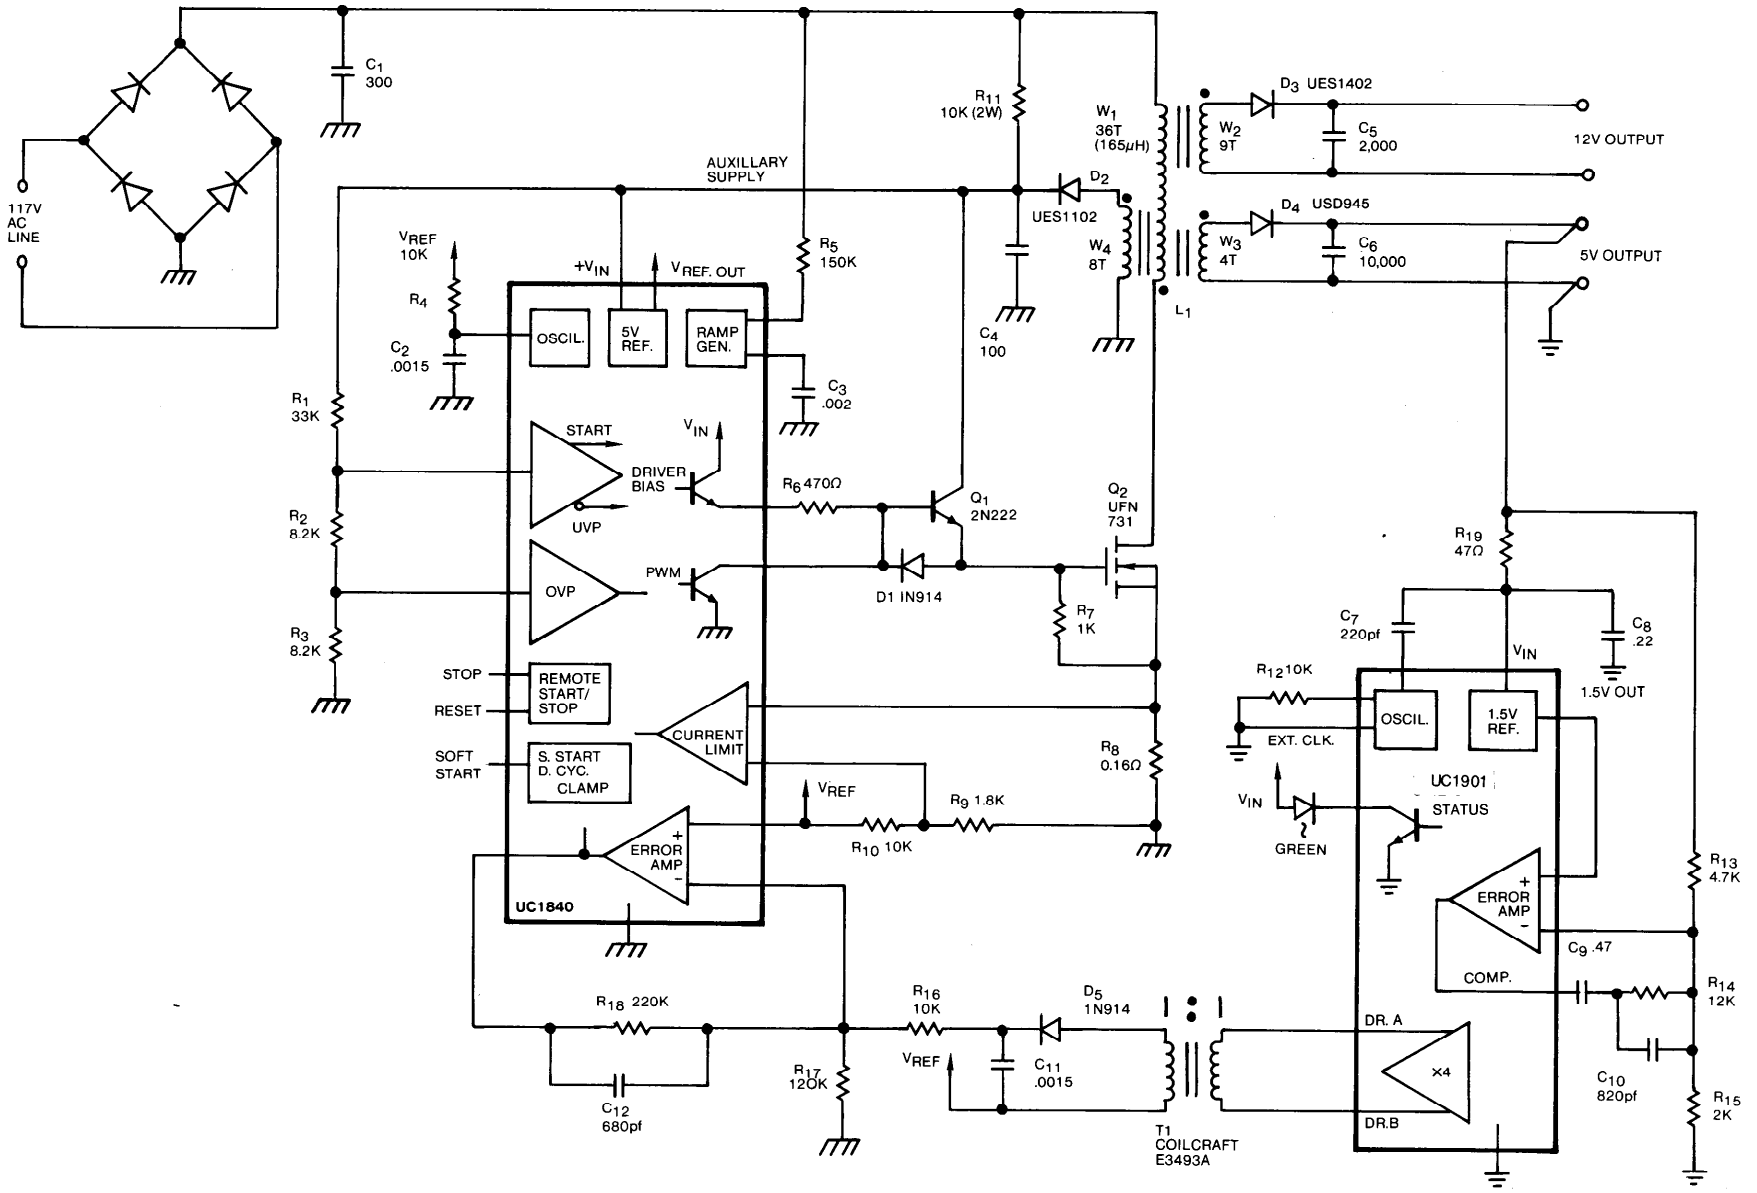 C1
300
117V
AC
LINE
R11
10K (2W)
AUXILLARY
SUPPLY
D2
UES1102
W1
36T
(165µH)
W4
8T
D3 UES1402
W2
9T
C5
2,000
12V OUTPUT
D4 USD945
W3
4T
C6
10,000
5V OUTPUT
L1
VREF
10K
R4
C2
.0015
+VIN
VREF. OUT
R5
150K
C4
100
OSCIL.
5V
REF.
RAMP
GEN.
C3
.002
R1
33K
START
VIN
DRIVER
BIAS
UVP
R6 470Ω
Q1
2N222
Q2
UFN
731
R2
8.2K
OVP
PWM
D1 IN914
R7
1K
R3
8.2K
STOP
RESET
REMOTE
START/
STOP
SOFT
START
S. START
D. CYC.
CLAMP
CURRENT
LIMIT
R8
0.16Ω
VREF
R9 1.8K
R10 10K
+
ERROR
AMP
-
UC1840
R19
47Ω
C7
220pf
C8
.22
VIN
1.5V OUT
R12 10K
OSCIL.
1.5V
REF.
EXT. CLK.
UC1901
VIN
STATUS
GREEN
R13
4.7K
+
ERROR
AMP
-
C9 .47
COMP.
R14
12K
C10
820pf
R15
2K
R18 220K
C12
680pf
R17
12OK
R16
10K
VREF
C11
.0015
D5
1N914
T1
COILCRAFT
E3493A
DR. A
X4
DR.B